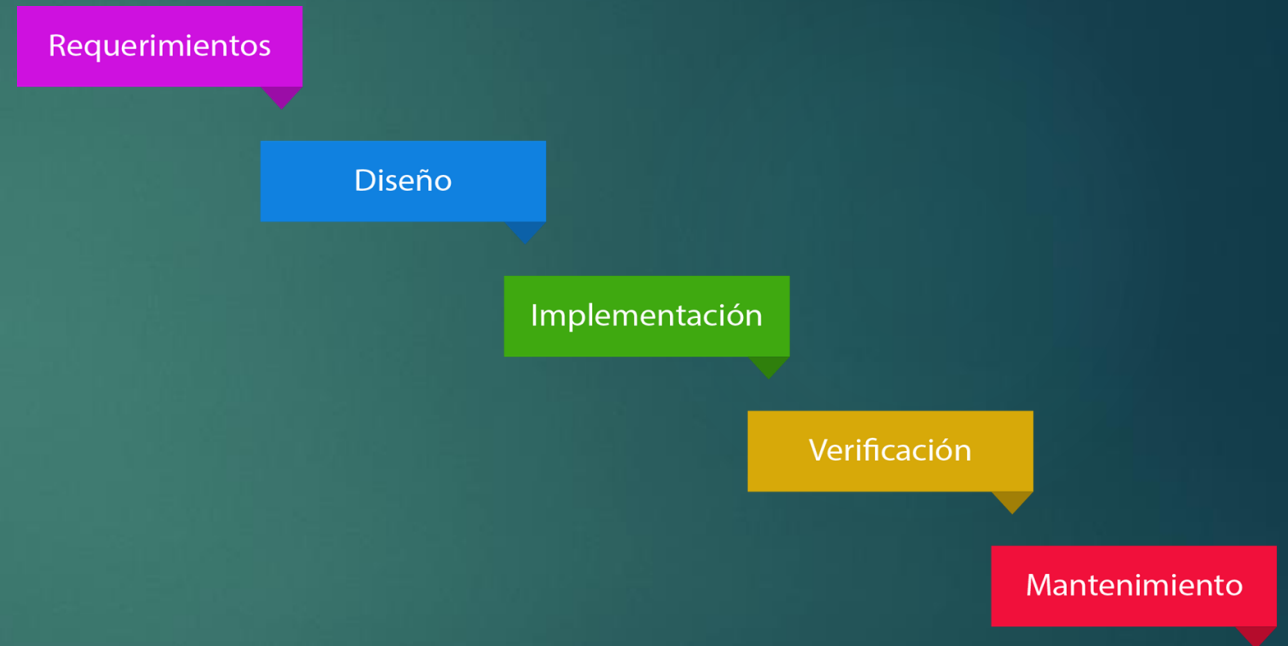 Requerimientos
Diseño
Implementación
Verificación
Mantenimiento